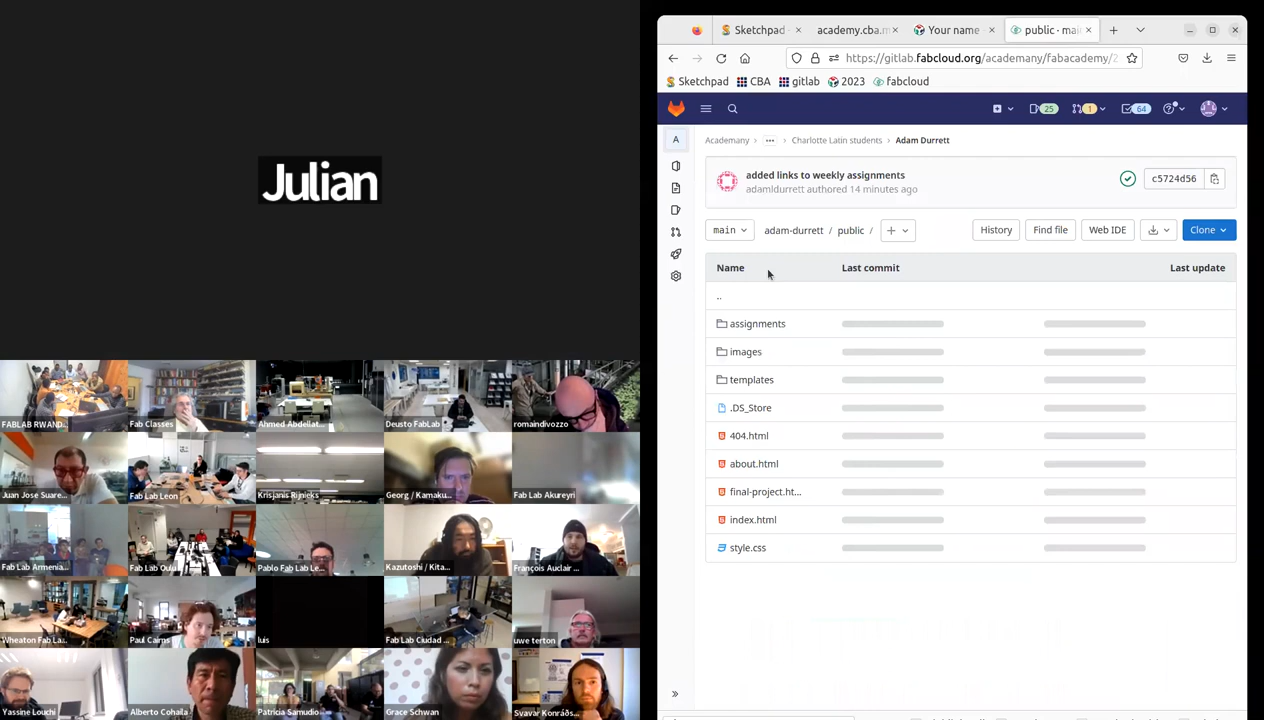 Julian
FABLAB RWAND...
Fab Classes
Ahmed Abdellat...
Deusto FabLab
romaindivozzo
Juan Jose Suare...
Fab Lab Leon
Krisjanis Rijnieks
Georg / Kamaku...
Fab Lab Akureyri
Fab Lab Armenia...
Fab Lab Oulu
Pablo Fab Lab Le...
Kazutoshi / Kita...
François Auclair ...
Wheaton Fab La...
Paul Cairns
luis
Fab Lab Ciudad ...
uwe terton
Yassine Louchi
Alberto Cohaila
Patricia Samudio
Grace Schwan
Svavar Konráðs...
Sketchpad
academy.cba.m
Your name
public · mai
https://gitlab.fabcloud.org/academany/fabacademy/2
Sketchpad CBA gitlab 2023 fabcloud
25 1 64
A Academany ... Charlotte Latin students Adam Durrett
added links to weekly assignments
adamldurrett authored 14 minutes ago
c5724d56
main adam-durrett / public / + History Find file Web IDE Clone
Name Last commit Last update
..
assignments
images
templates
.DS_Store
404.html
about.html
final-project.ht...
index.html
style.css